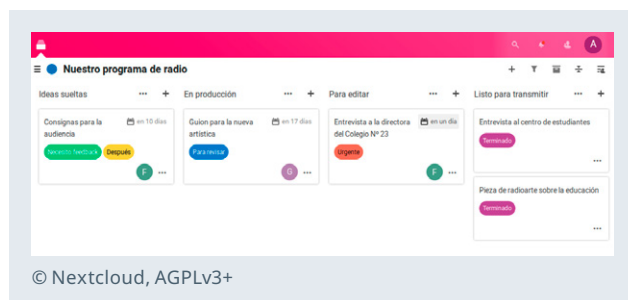 A
Nuestro programa de radio
Ideas sueltas
Consignas para la
audiencia
en 10 días
Necesito feedback Después
F
En producción
Guion para la nueva
artística
en 17 días
Para revisar
G
Para editar
Entrevista a la directora
del Colegio Nº 23
en un día
Urgente
F
Listo para transmitir
Entrevista al centro de estudiantes
Terminado
Pieza de radioarte sobre la educación
Terminado
© Nextcloud, AGPLv3+